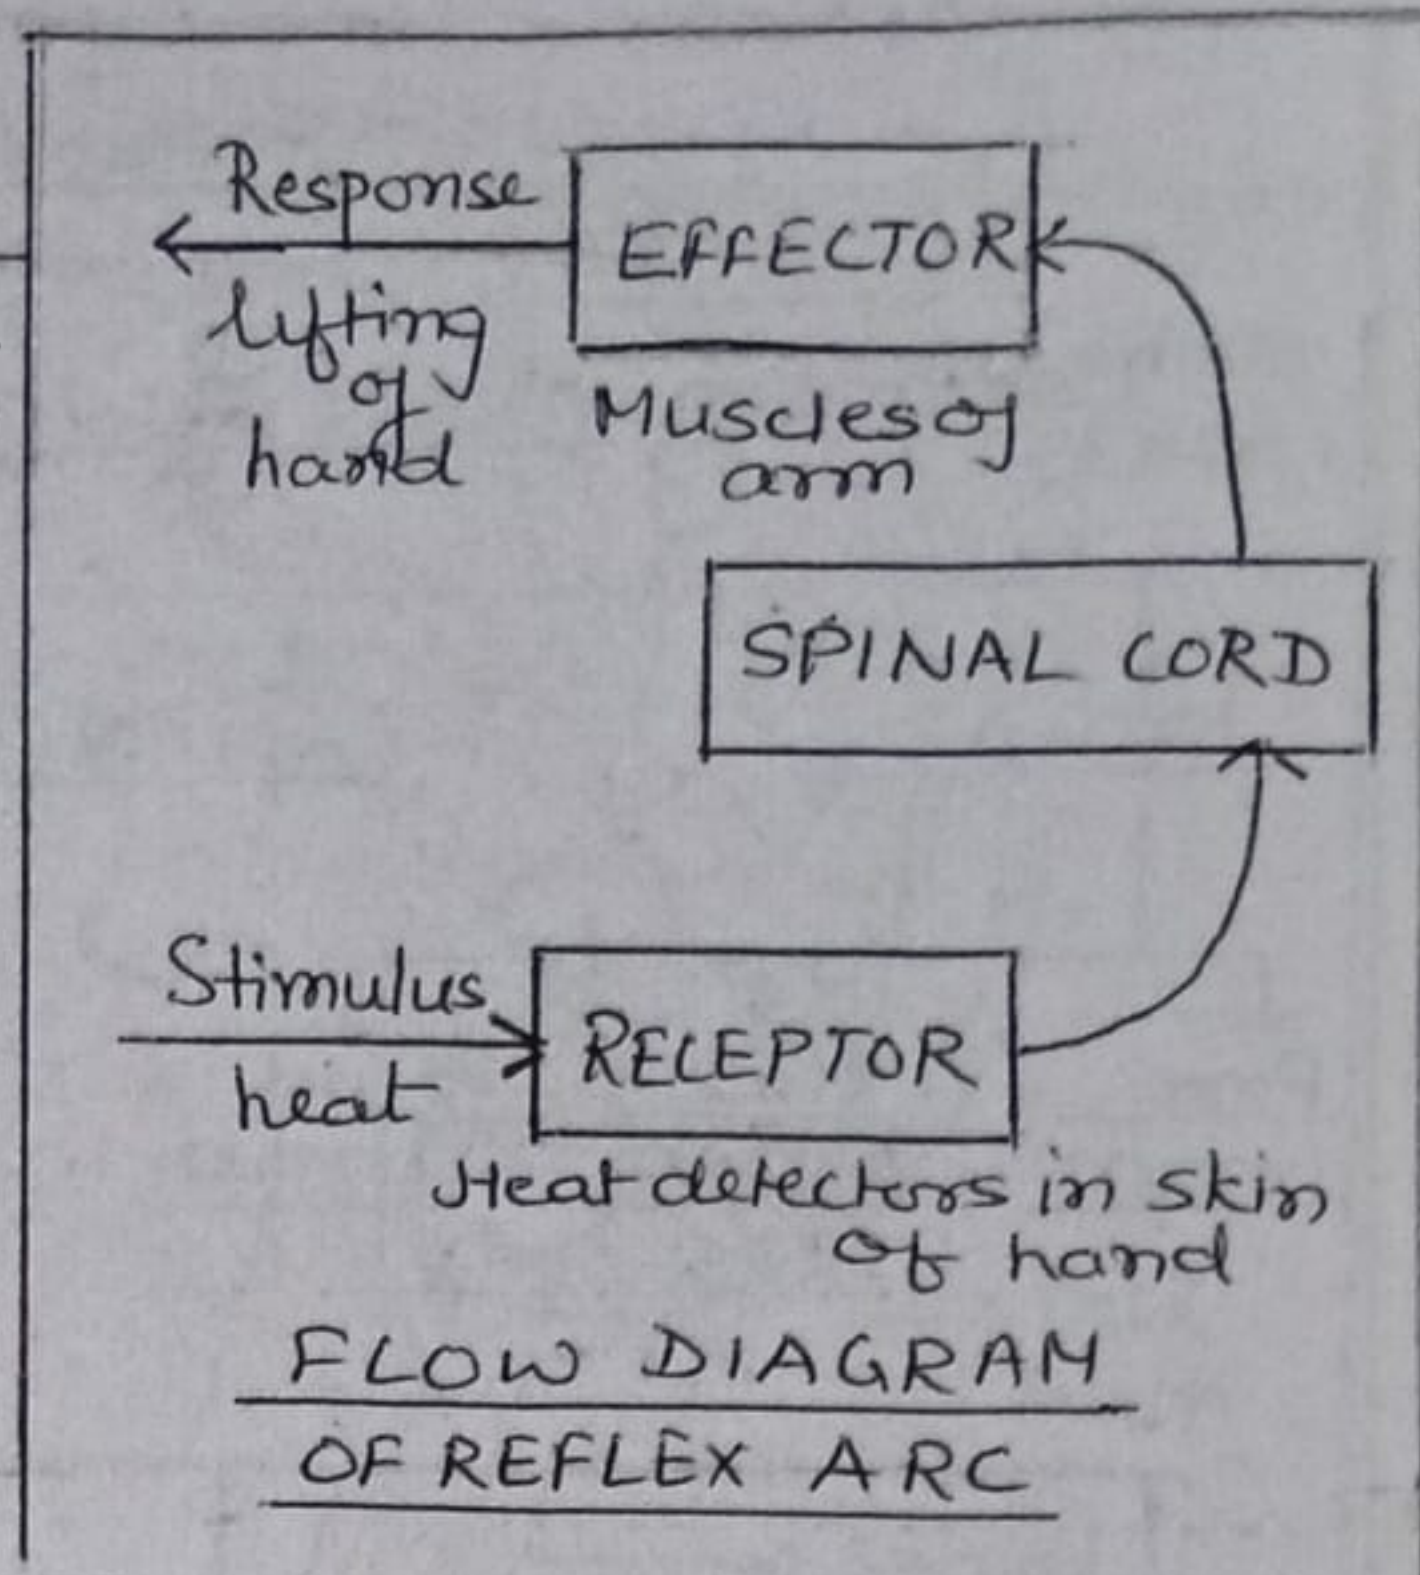 Response
EFFECTOR
lifting
of
hand
Muscles of
arm
SPINAL CORD
Stimulus
RECEPTOR
heat
Heat detectors in skin
of hand
FLOW DIAGRAM
OF REFLEX ARC